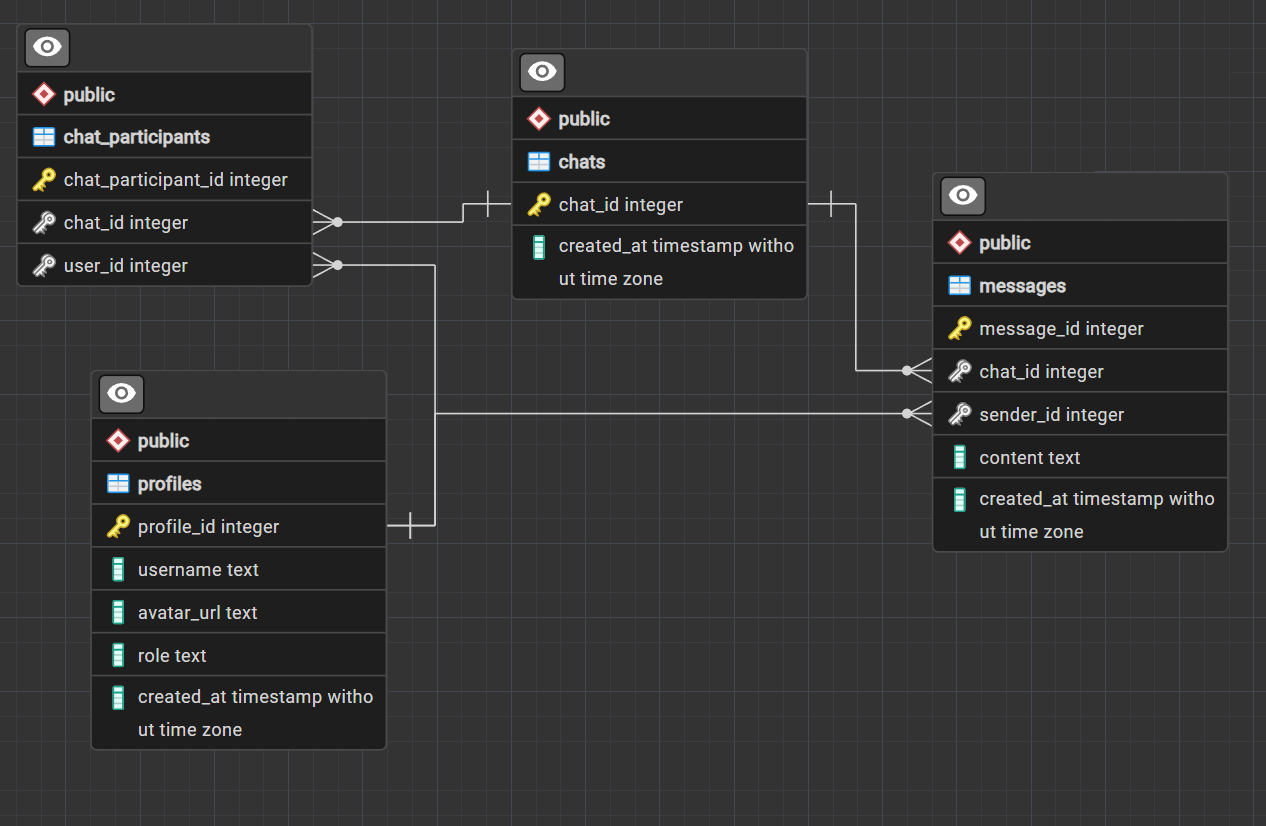 public
chat_participants
chat_participant_id integer
chat_id integer
user_id integer
public
chats
chat_id integer
created_at timestamp witho
ut time zone
public
messages
message_id integer
chat_id integer
sender_id integer
content text
created_at timestamp witho
ut time zone
public
profiles
profile_id integer
username text
avatar_url text
role text
created_at timestamp witho
ut time zone